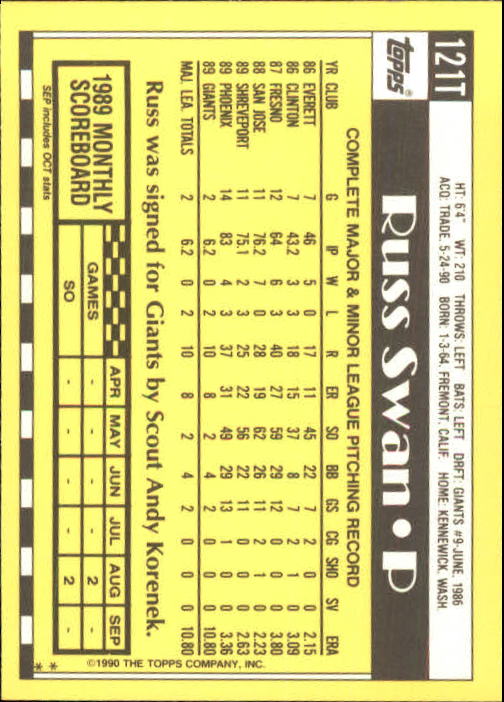 121T
Topps®
Russ Swan • P
HT: 6'4" WT: 210 THROWS: LEFT BATS: LEFT DRFT: GIANTS #9-JUNE, 1986
ACQ: TRADE, 5-24-90 BORN: 1-3-64, FREMONT, CALIF. HOME: KENNEWICK, WASH.
COMPLETE MAJOR & MINOR LEAGUE PITCHING RECORD
YR CLUB G IP W L R ER SO BB GS CG SHO SV ERA
86 EVERETT 7 46 5 0 17 11 45 22 7 2 0 0 2.15
86 CLINTON 7 43.2 3 3 18 15 37 8 7 2 1 0 3.09
87 FRESNO 12 64 6 3 40 27 59 29 12 0 0 0 3.80
88 SAN JOSE 11 76.2 7 0 28 19 62 26 11 2 1 0 2.23
89 SHREVEPORT 11 75.1 2 3 25 22 56 22 11 0 0 0 2.63
89 PHOENIX 14 83 4 3 37 31 49 29 13 1 0 0 3.36
89 GIANTS 2 6.2 0 2 10 8 2 4 2 0 0 0 10.80
MAJ. LEA. TOTALS 2 6.2 0 2 10 8 2 4 2 0 0 0 10.80
Russ was signed for Giants by Scout Andy Korenek.
1989 MONTHLY
SCOREBOARD
SEP includes OCT stats
APR MAY JUN JUL AUG SEP
GAMES - - - - 2 -
SO - - - - 2 -
©1990 THE TOPPS COMPANY, INC.
**